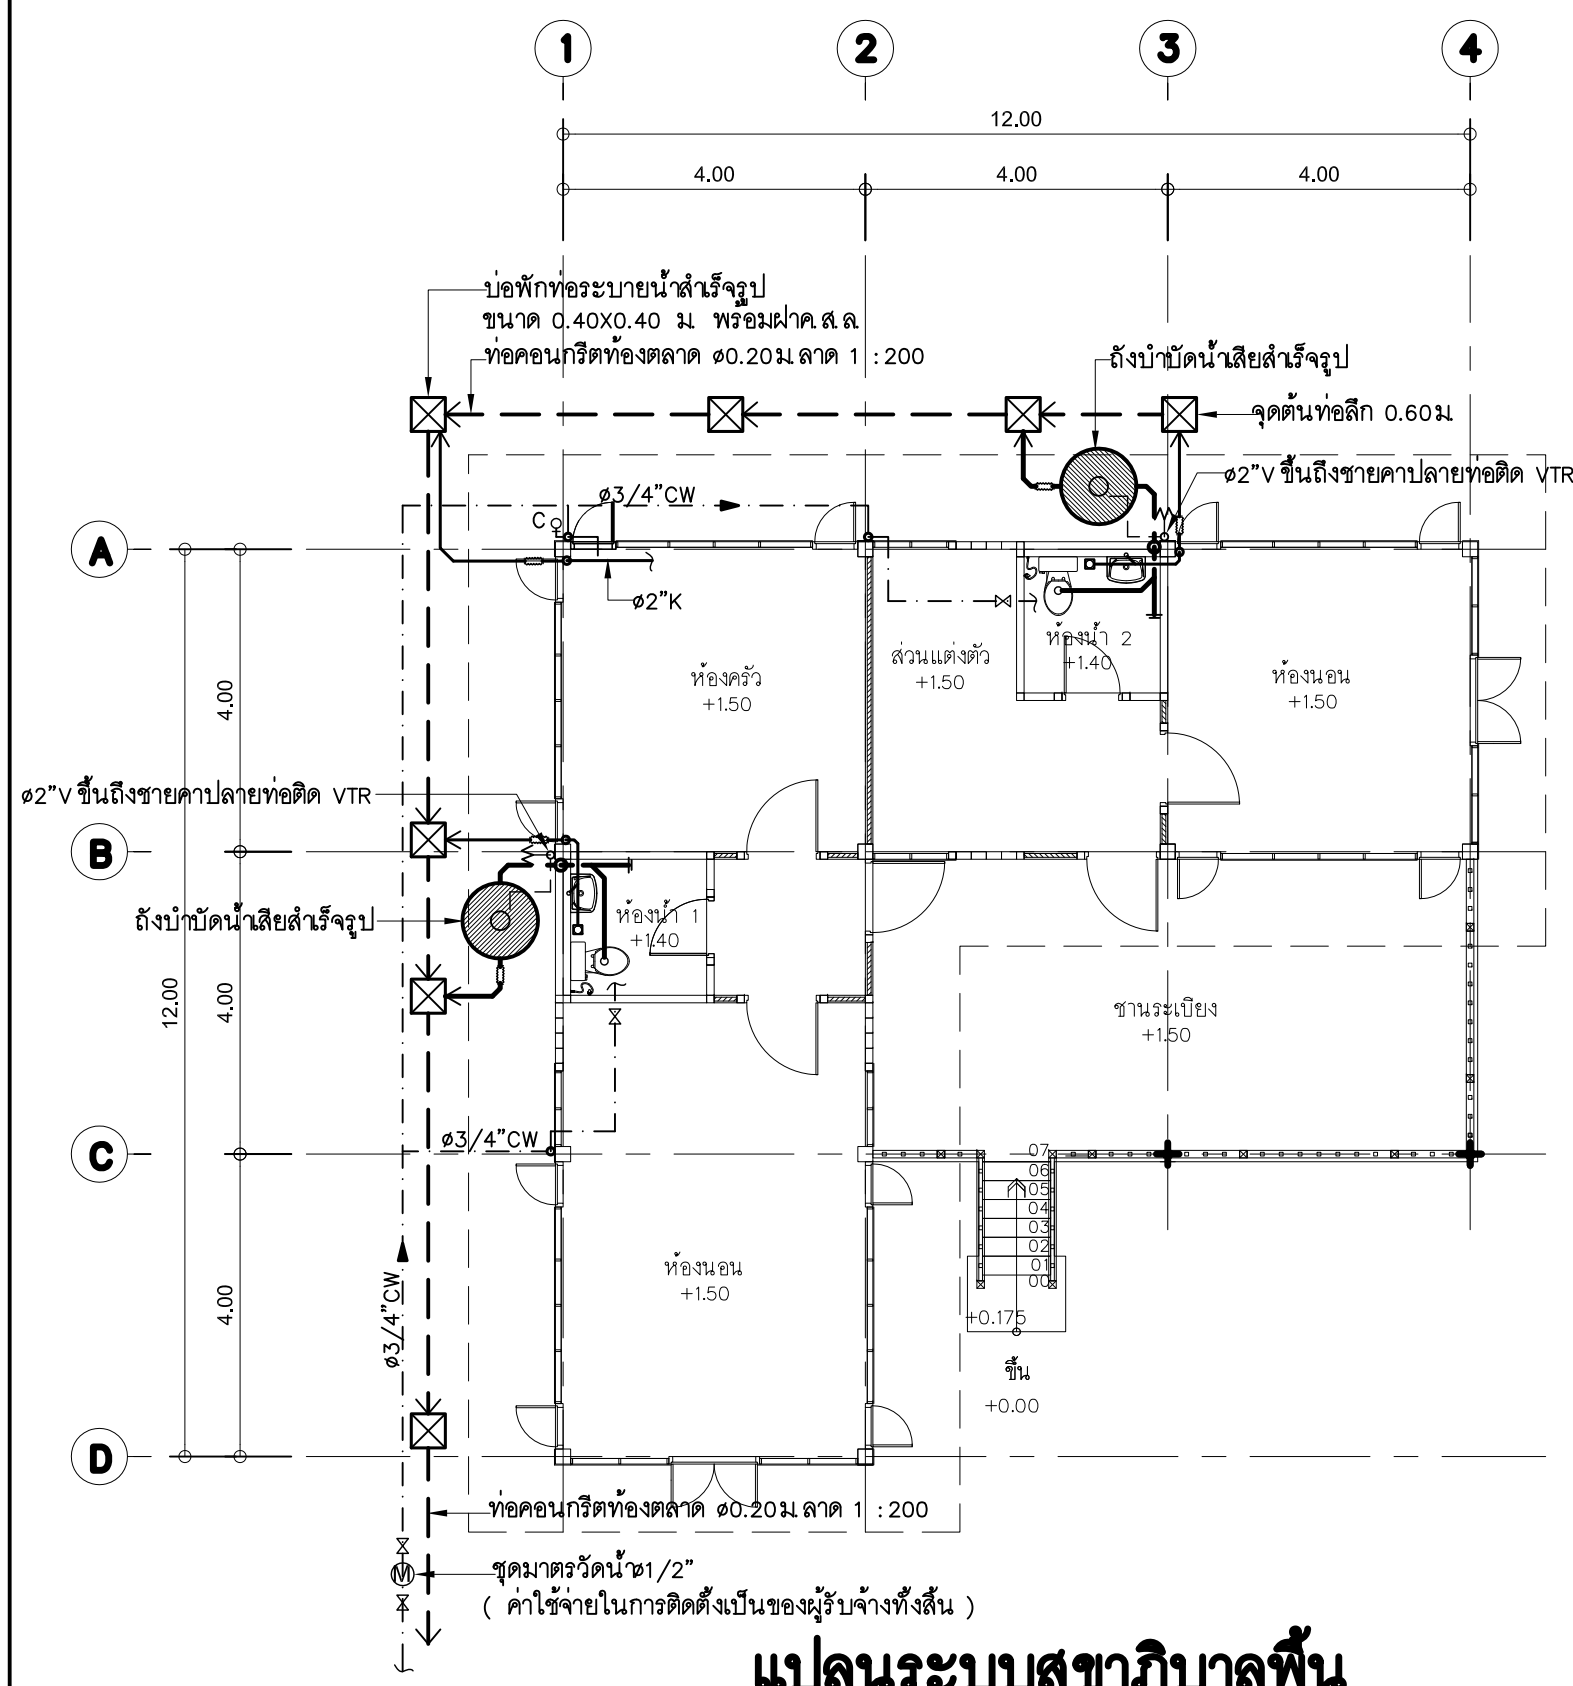 1
2
3
4
12.00
4.00
4.00
4.00
บ่อพักท่อระบายน้ำสำเร็จรูป
ขนาด 0.40X0.40 ม. พร้อมฝาค.ส.ล.
ท่อคอนกรีตท้องตลาด ø0.20ม.ลาด 1 :200
ถังบำบัดน้ำเสียสำเร็จรูป
จุดต้นท่อลึก 0.60ม.
ø2"V ขึ้นถึงชายคาปลายท่อติด VTR
ø3/4"CW
C
A
ø2"K
ห้องครัว
+1.50
ส่วนแต่งตัว
+1.50
ห้องน้ำ 2
+1.40
ห้องนอน
+1.50
4.00
ø2"V ขึ้นถึงชายคาปลายท่อติด VTR
B
ถังบำบัดน้ำเสียสำเร็จรูป
ห้องน้ำ 1
+1.40
12.00
4.00
ชานระเบียง
+1.50
ø3/4"CW
C
07
06
05
04
03
02
01
00
ห้องนอน
+1.50
4.00
ø3/4"CW
+0.175
ขึ้น
+0.00
D
ท่อคอนกรีตท้องตลาด ø0.20ม.ลาด 1 :200
M
ชุดมาตรวัดน้ำø1/2"
( ค่าใช้จ่ายในการติดตั้งเป็นของผู้รับจ้างทั้งสิ้น )
แปลนระบบสุขาภิบาลพื้น